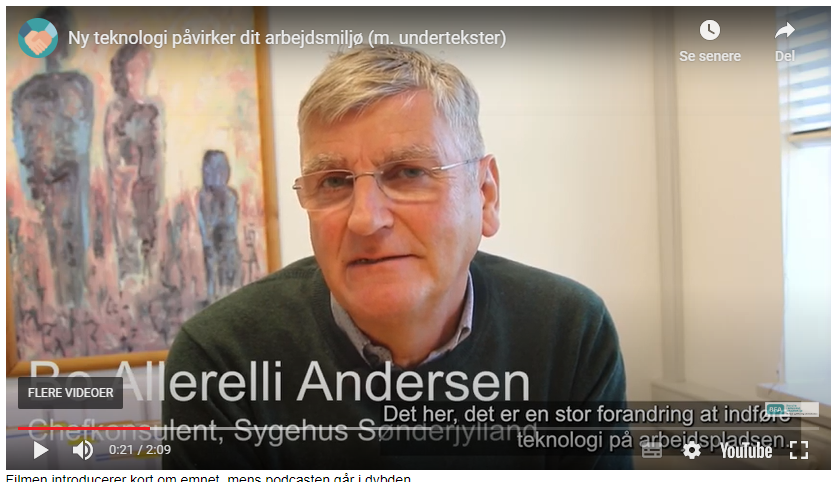 Ny teknologi påvirker dit arbejdsmiljø (m. undertekster)
Se senere
Del
Bo Allerelli Andersen
FLERE VIDEOER
Det her, det er en stor forandring at indføre
Chefkonsulent, Sygehus Sønderjylland
teknologi på arbejdspladsen.
0:21 / 2:09
YouTube
Filmen introducerer kort om emnet, mens podcasten går i dybden